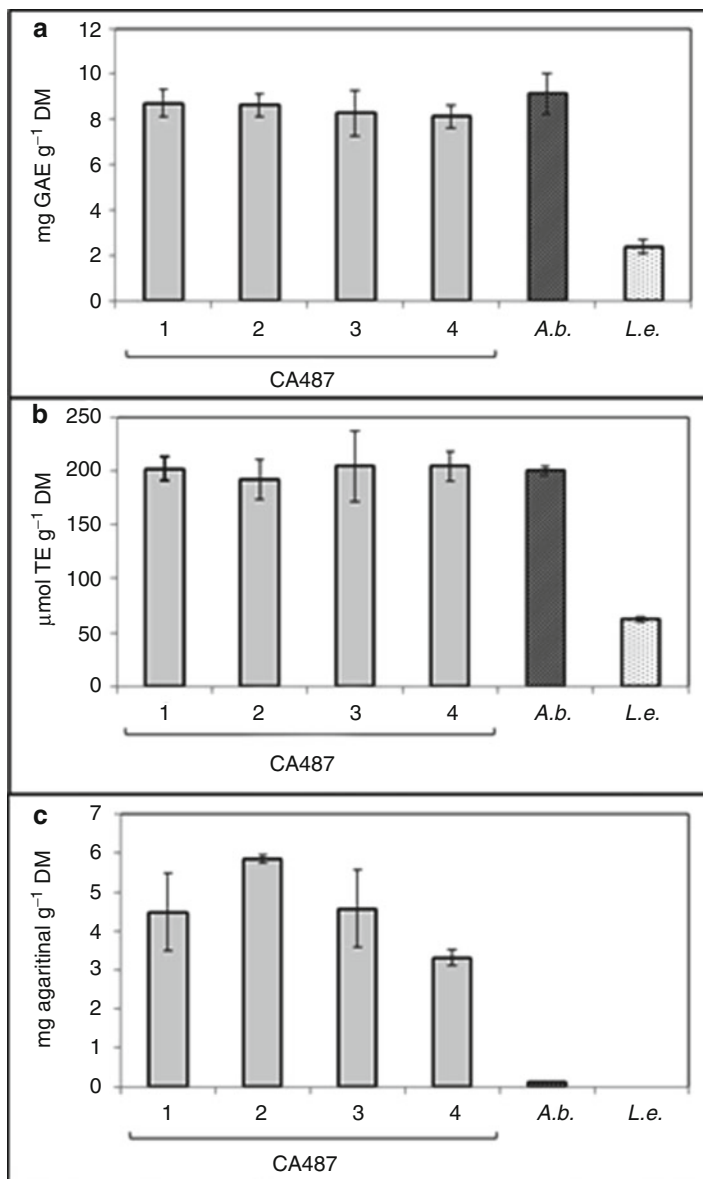 a
mg GAE g⁻¹ DM
12
10
8
6
4
2
0
1 2 3 4 A.b. L.e.
CA487
b
µmol TE g⁻¹ DM
250
200
150
100
50
0
1 2 3 4 A.b. L.e.
CA487
c
mg agaritinal g⁻¹ DM
7
6
5
4
3
2
1
0
1 2 3 4 A.b. L.e.
CA487